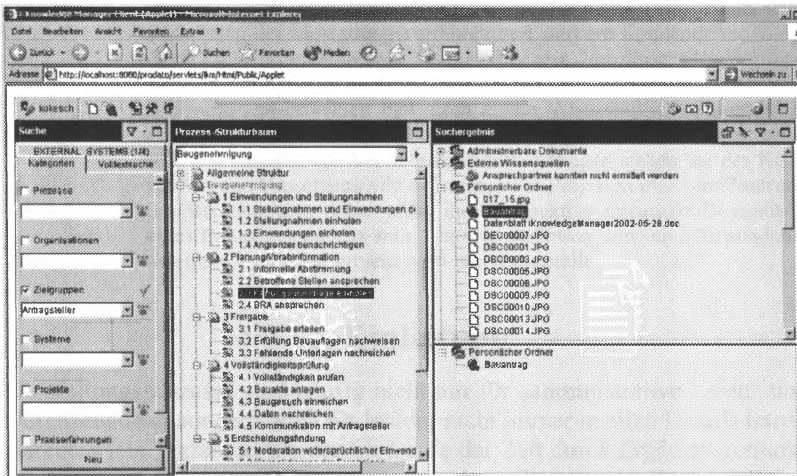 iKnowledge Manager Client (Applet) - Microsoft Internet Explorer
Datei Bearbeiten Ansicht Favoriten Extras ?
Zurück Suchen Favoriten Medien
Adresse http://localhost:8080/prodato/servlets/ikm/Html/Public/Applet Wechseln zu
kokesch
Suche
EXTERNAL SYSTEMS (1/8)
Kategorien Volltextsuche
Prozesse
Organisationen
Zielgruppen
Antragsteller
Systeme
Projekte
Praxiserfahrungen
Neu
Prozess-/Strukturbaum
Baugenehmigung
Allgemeine Struktur
Baugenehmigung
1 Einwendungen und Stellungnahmen
1.1 Stellungnahmen und Einwendungen
1.2 Stellungnahmen einholen
1.3 Einwendungen einholen
1.4 Angrenzer benachrichtigen
2 Planung/Vorabinformation
2.1 Informelle Abstimmung
2.2 Betroffene Stellen ansprechen
2.4 BRA ansprechen
3 Freigabe
3.1 Freigabe erteilen
3.2 Erfüllung Bauauflagen nachweisen
3.3 Fehlende Unterlagen nachreichen
4 Vollständigkeitsprüfung
4.1 Vollständigkeit prüfen
4.2 Bauakte anlegen
4.3 Baugesuch einreichen
4.4 Daten nachreichen
4.5 Kommunikation mit Antragsteller
5 Entscheidungsfindung
5.1 Moderation widersprüchlicher Einwend
Suchergebnis
Administrierbare Dokumente
Externe Wissensquellen
Ansprechpartner konnten nicht ermittelt werden
Persönlicher Ordner
017_15.jpg
Bauantrag
Datenblatt iKnowledgeManager2002-05-28.doc
DSC00007.JPG
DSC00001.JPG
DSC00003.JPG
DSC00005.JPG
DSC00008.JPG
DSC00009.JPG
DSC00010.JPG
DSC00013.JPG
DSC00014.JPG
Persönlicher Ordner
Bauantrag